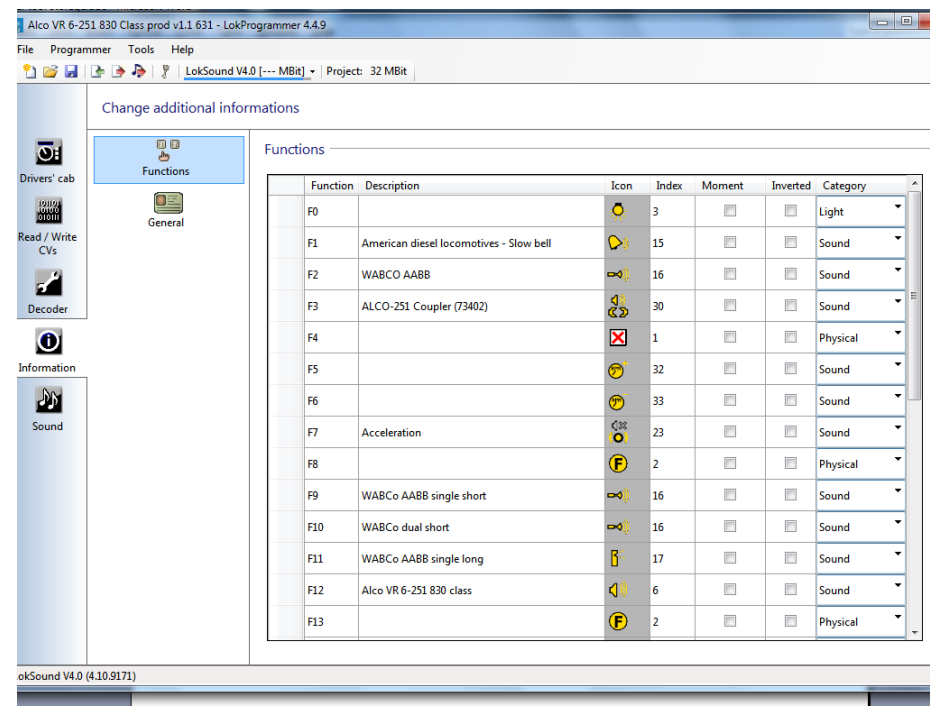 Alco VR 6-251 830 Class prod v1.1 631 - LokProgrammer 4.4.9
File Programmer Tools Help
LokSound V4.0 [--- MBit] Project: 32 MBit
Change additional informations
Drivers' cab
Read / Write CVs
Decoder
Information
Sound
Functions
General
Functions
Function Description Icon Index Moment Inverted Category
F0 3 Light
F1 American diesel locomotives - Slow bell 15 Sound
F2 WABCO AABB 16 Sound
F3 ALCO-251 Coupler (73402) 30 Sound
F4 1 Physical
F5 32 Sound
F6 33 Sound
F7 Acceleration 23 Sound
F8 F 2 Physical
F9 WABCo AABB single short 16 Sound
F10 WABCo dual short 16 Sound
F11 WABCo AABB single long 17 Sound
F12 Alco VR 6-251 830 class 6 Sound
F13 F 2 Physical
okSound V4.0 (4.10.9171)